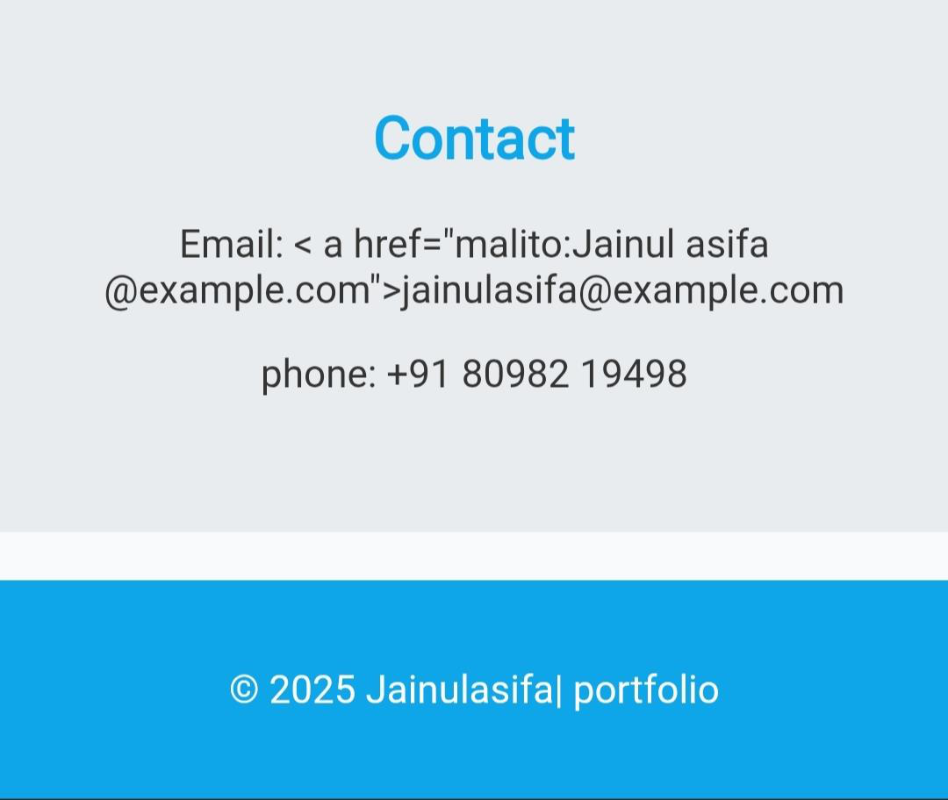 Contact
Email: < a href="malito:Jainul asifa
@example.com">jainulasifa@example.com
phone: +91 80982 19498
© 2025 Jainulasifa| portfolio